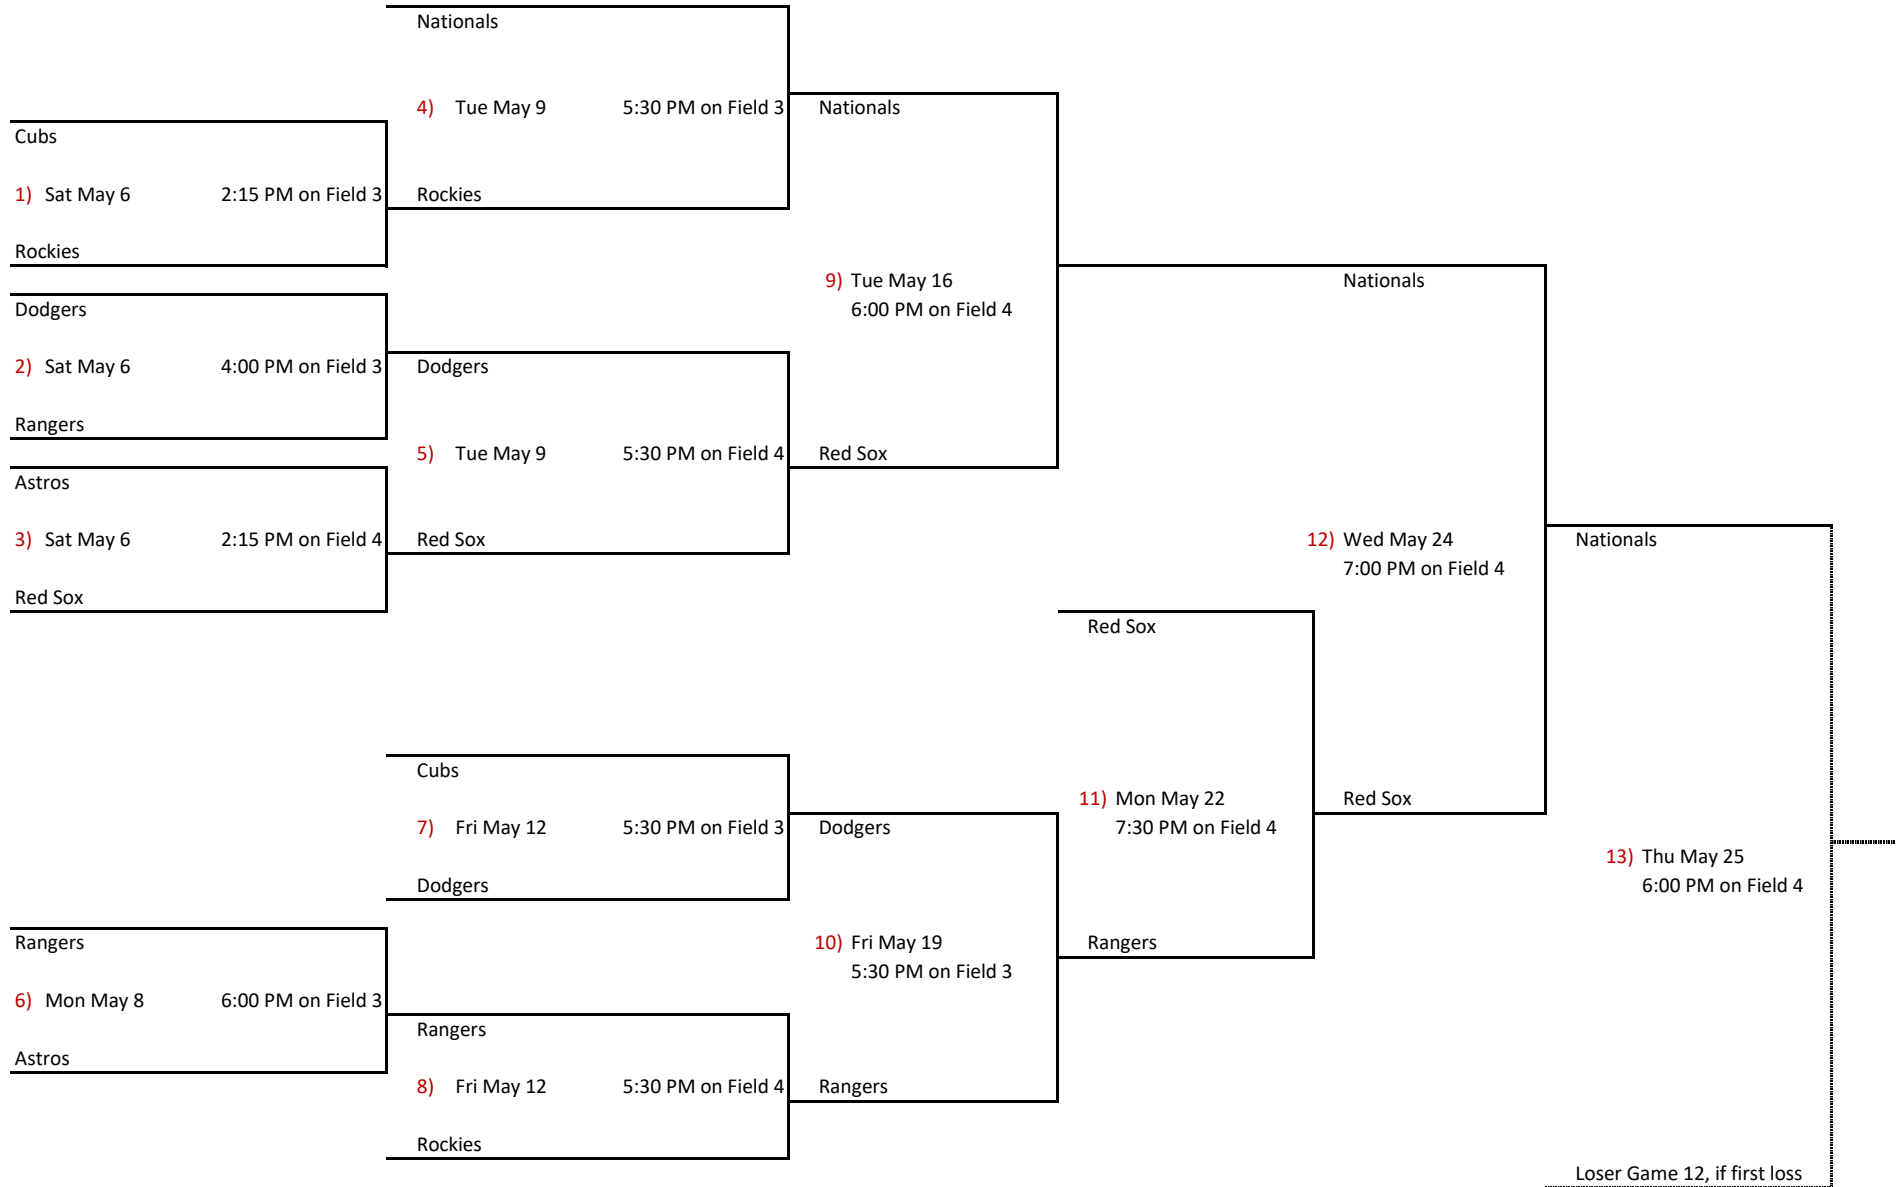 Nationals
4) Tue May 9 5:30 PM on Field 3
Nationals
Cubs
1) Sat May 6 2:15 PM on Field 3
Rockies
Rockies
Dodgers
9) Tue May 16
6:00 PM on Field 4
Nationals
2) Sat May 6 4:00 PM on Field 3
Dodgers
Rangers
5) Tue May 9 5:30 PM on Field 4
Red Sox
Astros
3) Sat May 6 2:15 PM on Field 4
Red Sox
12) Wed May 24
7:00 PM on Field 4
Nationals
Red Sox
Red Sox
Cubs
7) Fri May 12 5:30 PM on Field 3
Dodgers
11) Mon May 22
7:30 PM on Field 4
Red Sox
Dodgers
13) Thu May 25
6:00 PM on Field 4
Rangers
10) Fri May 19
5:30 PM on Field 3
Rangers
6) Mon May 8 6:00 PM on Field 3
Rangers
Astros
8) Fri May 12 5:30 PM on Field 4
Rangers
Rockies
Loser Game 12, if first loss